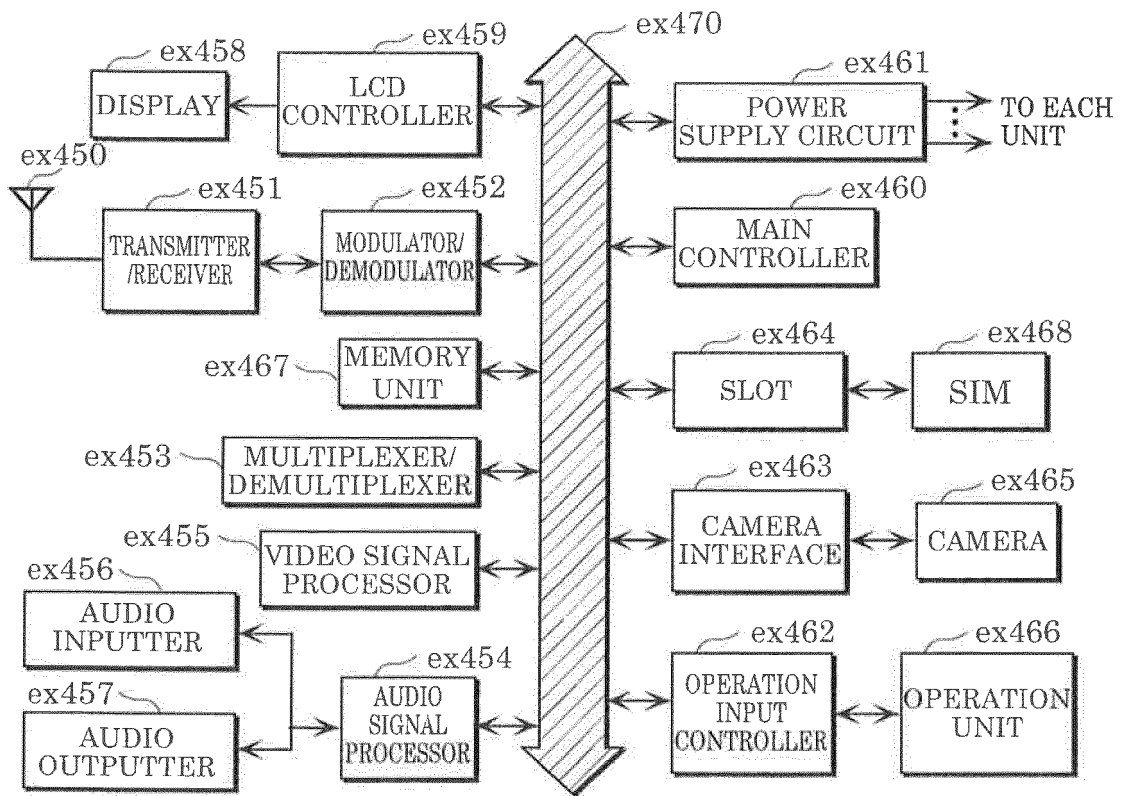 ex470
ex458
ex459
ex461
DISPLAY
LCD
CONTROLLER
POWER
SUPPLY CIRCUIT
TO EACH
UNIT
ex450
ex451
ex452
ex460
TRANSMITTER
/RECEIVER
MODULATOR/
DEMODULATOR
MAIN
CONTROLLER
ex467
MEMORY
UNIT
ex464
ex468
SLOT
SIM
ex453
MULTIPLEXER/
DEMULTIPLEXER
ex463
ex465
CAMERA
INTERFACE
CAMERA
ex455
VIDEO SIGNAL
PROCESSOR
ex456
AUDIO
INPUTTER
ex462
ex466
OPERATION
INPUT
CONTROLLER
OPERATION
UNIT
ex457
ex454
AUDIO
OUTPUTTER
AUDIO
SIGNAL
PROCESSOR